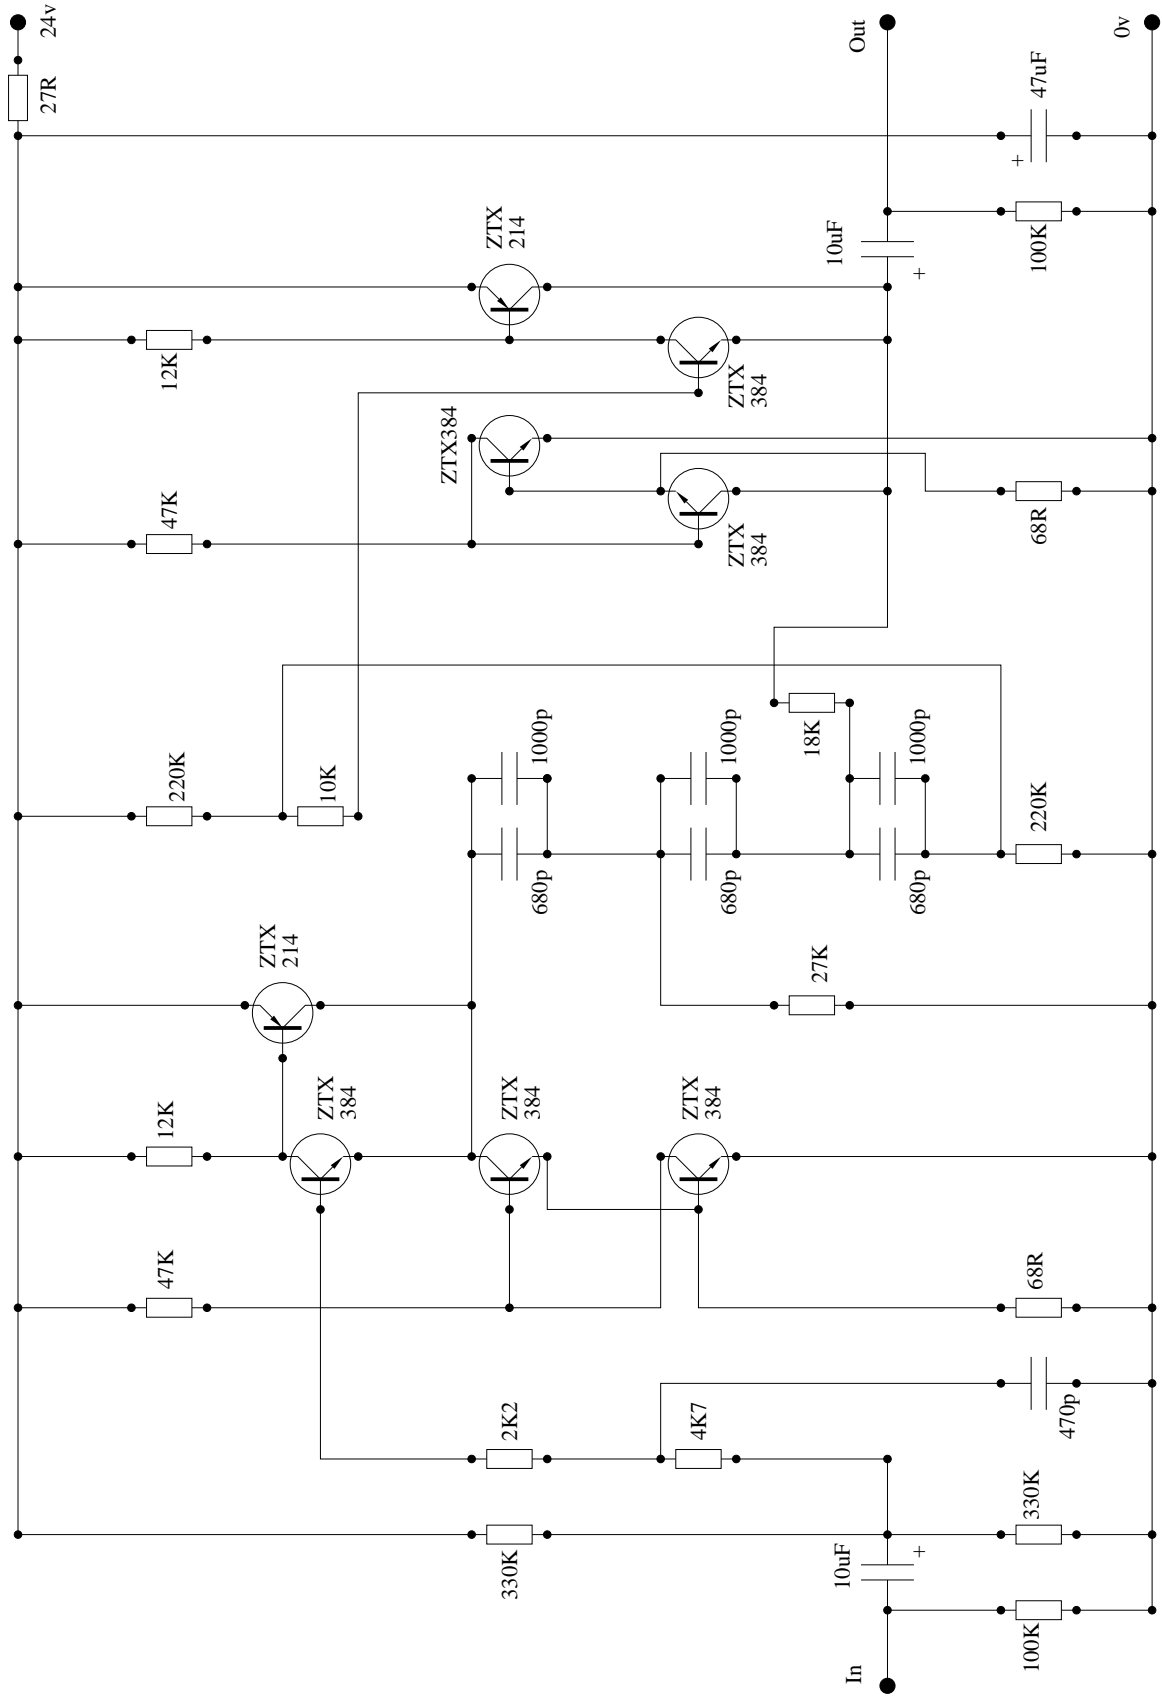 24v
27R
Out
0v
47uF
ZTX
214
10uF
100K
12K
ZTX
384
ZTX384
47K
ZTX
384
68R
220K
10K
1000p
1000p
18K
1000p
220K
680p
680p
680p
ZTX
214
27K
12K
ZTX
384
ZTX
384
ZTX
384
47K
68R
2K2
4K7
470p
330K
330K
10uF
100K
In
+
+
+